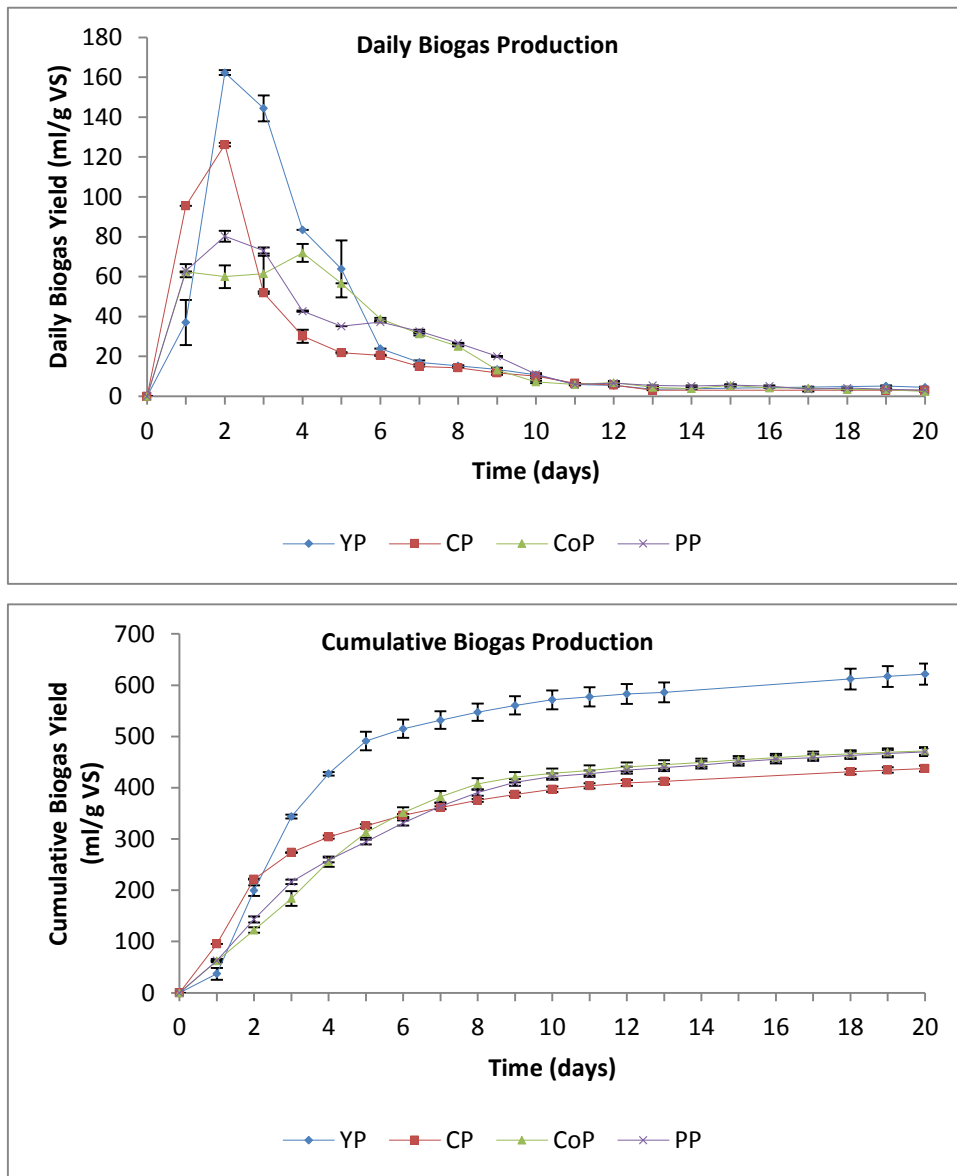 Daily Biogas Production
Daily Biogas Yield (ml/g VS)
180
160
140
120
100
80
60
40
20
0
0 2 4 6 8 10 12 14 16 18 20
Time (days)
YP CP CoP PP
Cumulative Biogas Production
Cumulative Biogas Yield
(ml/g VS)
700
600
500
400
300
200
100
0
0 2 4 6 8 10 12 14 16 18 20
Time (days)
YP CP CoP PP